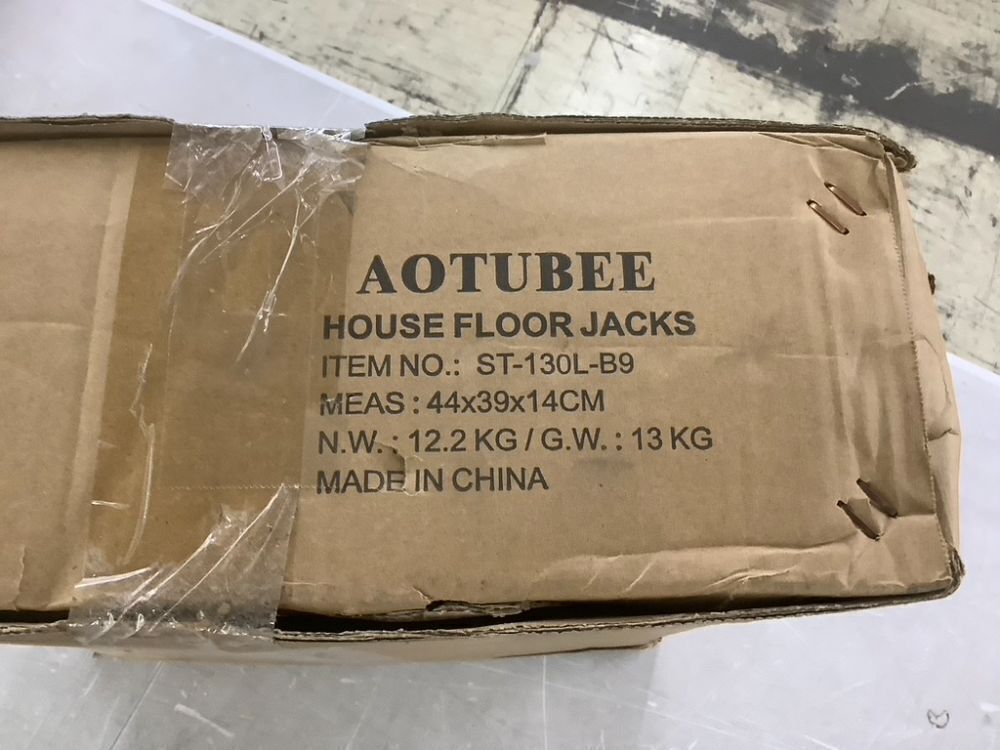 AOTUBEE
HOUSE FLOOR JACKS
ITEM NO.: ST-130L-B9
MEAS : 44x39x14CM
N.W. : 12.2 KG / G.W. : 13 KG
MADE IN CHINA